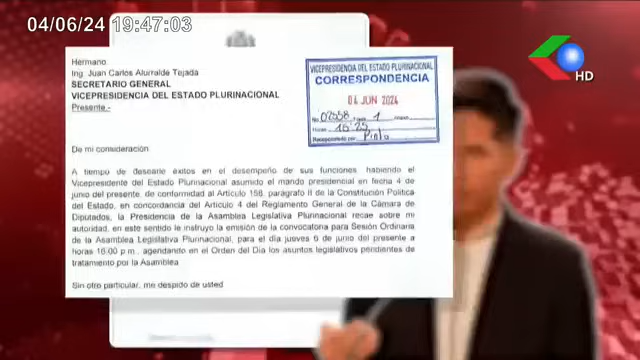 04/06/24 19:47:03
HD
Hermano
Ing. Juan Carlos Alurralde Tejada
SECRETARIO GENERAL
VICEPRESIDENCIA DEL ESTADO PLURINACIONAL
Presente.-
VICEPRESIDENCIA DEL ESTADO PLURINACIONAL
CORRESPONDENCIA
04 JUN 2024
De mi consideración
A tiempo de desearle éxitos en el desempeño de sus funciones, habiendo el
Vicepresidente del Estado Plurinacional asumido el mando presidencial en fecha 4 de
junio del presente, de conformidad al Artículo 158, parágrafo II de la Constitución Política
del Estado, en concordancia del Artículo 4 del Reglamento General de la Cámara de
Diputados, la Presidencia de la Asamblea Legislativa Plurinacional recae sobre mi
autoridad, en este sentido le instruyo la emisión de la convocatoria para Sesión Ordinaria
de la Asamblea Legislativa Plurinacional, para el día jueves 6 de junio del presente a
horas p.m., agendando en el Orden del Día los asuntos legislativos pendientes de
tratamiento por la Asamblea
Sin otro particular, me despido de usted